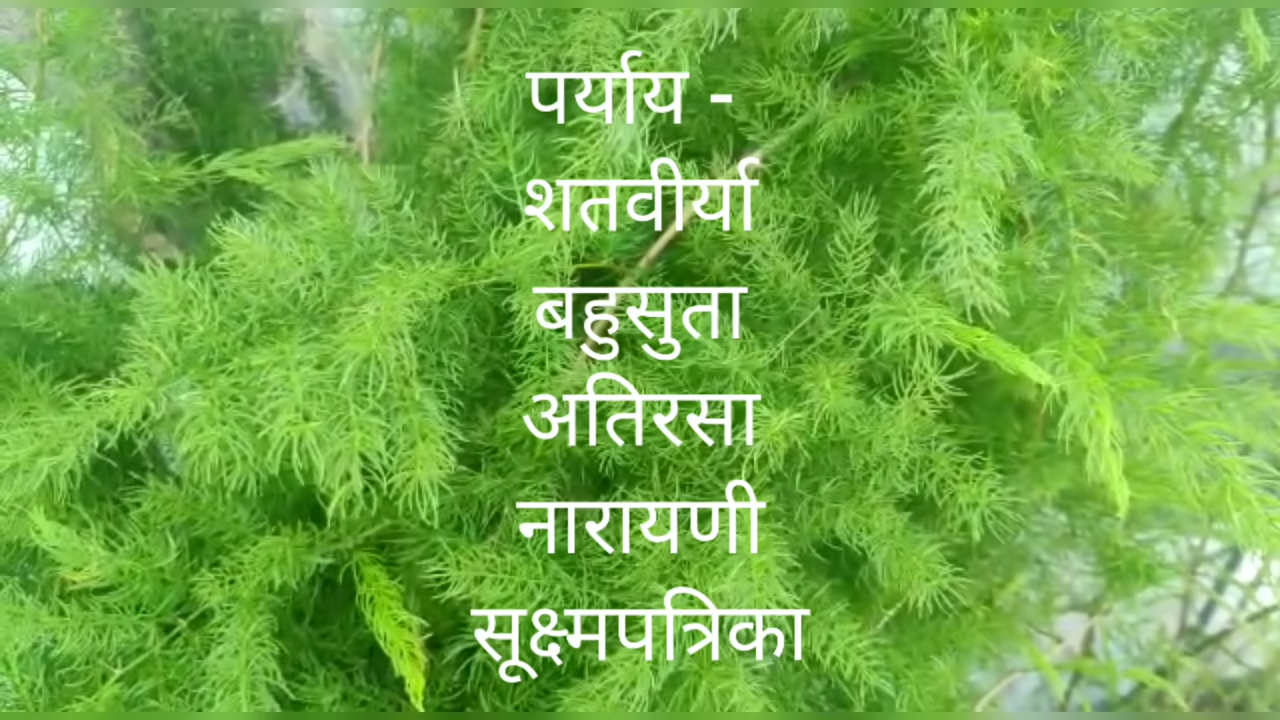 पर्याय -
शतवीर्या
बहुसुता
अतिरसा
नारायणी
सूक्ष्मपत्रिका